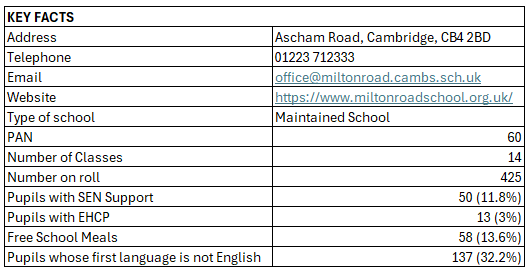 KEY FACTS
Address Ascham Road, Cambridge, CB4 2BD
Telephone 01223 712333
Email office@miltonroad.cambs.sch.uk
Website https://www.miltonroadschool.org.uk/
Type of school Maintained School
PAN 60
Number of Classes 14
Number on roll 425
Pupils with SEN Support 50 (11.8%)
Pupils with EHCP 13 (3%)
Free School Meals 58 (13.6%)
Pupils whose first language is not English 137 (32.2%)